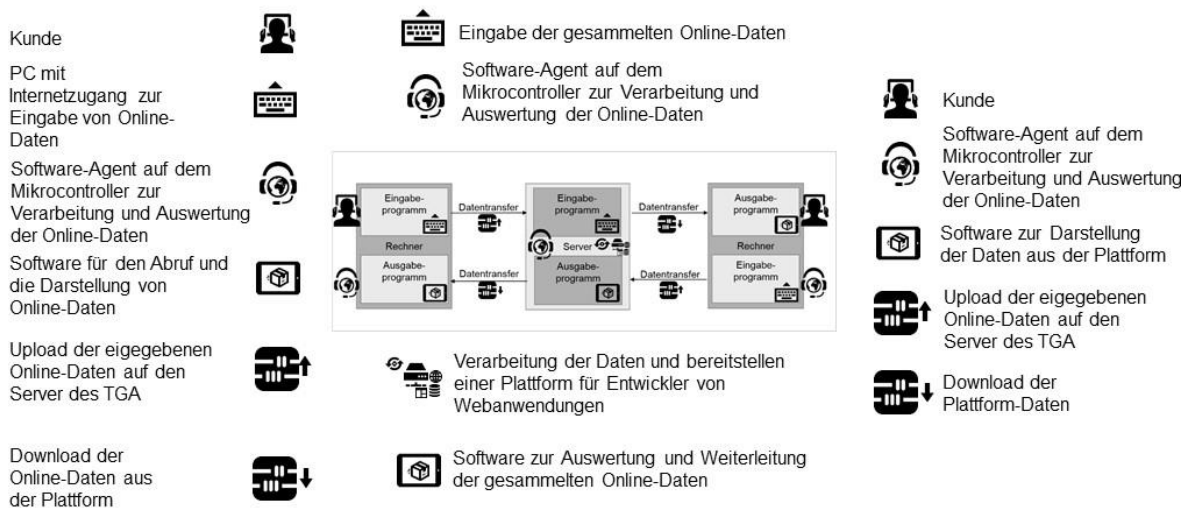 Kunde
PC mit
Internetzugang zur
Eingabe von Online-
Daten
Software-Agent auf dem
Mikrocontroller zur
Verarbeitung und Auswertung
der Online-Daten
Software für den Abruf und
die Darstellung von
Online-Daten
Upload der eigegebenen
Online-Daten auf den
Server des TGA
Download der
Online-Daten aus
der Plattform
Eingabe der gesammelten Online-Daten
Software-Agent auf dem
Mikrocontroller zur Verarbeitung und
Auswertung der Online-Daten
Eingabe-
programm
Rechner
Ausgabe-
programm
Datentransfer
Datentransfer
Eingabe-
programm
Server
Ausgabe-
programm
Datentransfer
Datentransfer
Ausgabe-
programm
Rechner
Eingabe-
programm
Verarbeitung der Daten und bereitstellen
einer Plattform für Entwickler von
Webanwendungen
Software zur Auswertung und Weiterleitung
der gesammelten Online-Daten
Kunde
Software-Agent auf dem
Mikrocontroller zur
Verarbeitung und Auswertung
der Online-Daten
Software zur Darstellung
der Daten aus der Plattform
Upload der eigegebenen
Online-Daten auf den
Server des TGA
Download der
Plattform-Daten